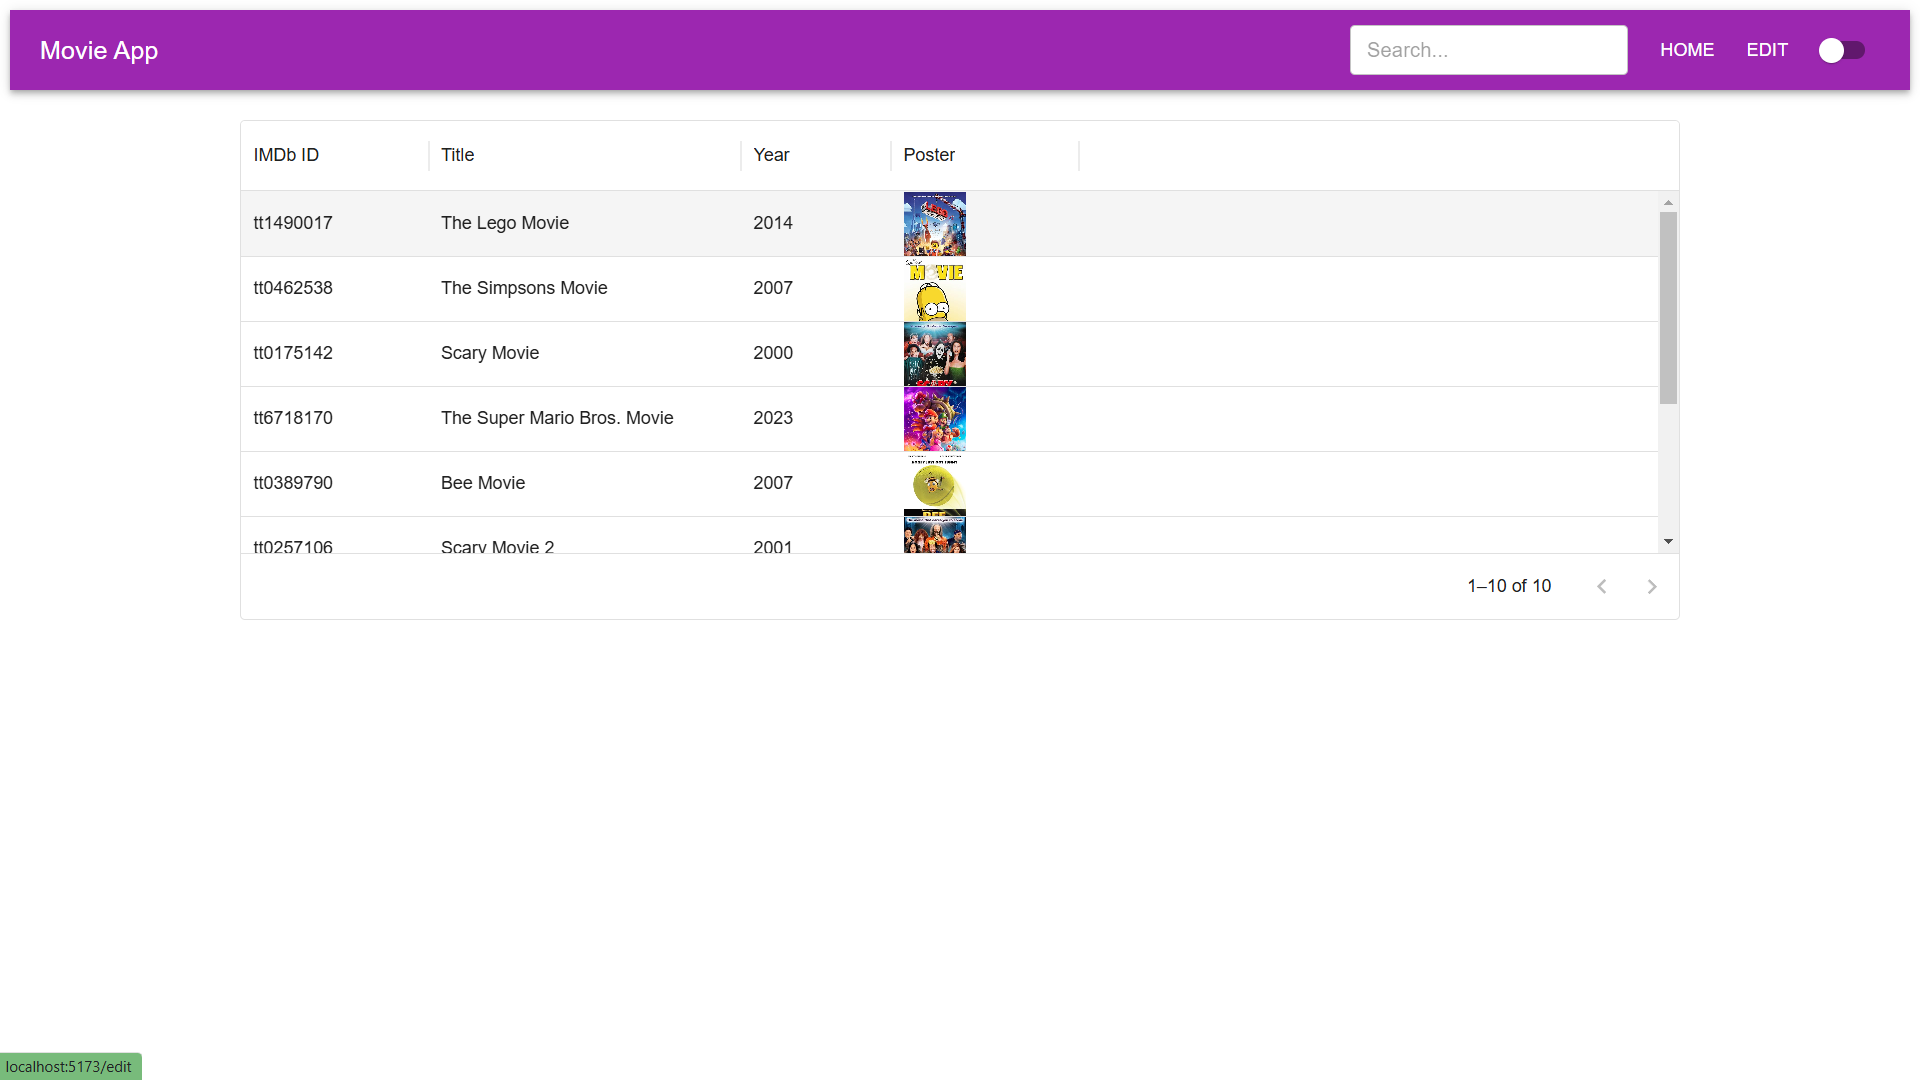 Movie App
Search...
HOME
EDIT
IMDb ID Title Year Poster
tt1490017 The Lego Movie 2014
tt0462538 The Simpsons Movie 2007
MOVIE
tt0175142 Scary Movie 2000
tt6718170 The Super Mario Bros. Movie 2023
tt0389790 Bee Movie 2007
BEE
tt0257106 Scary Movie 2 2001
1–10 of 10
localhost:5173/edit